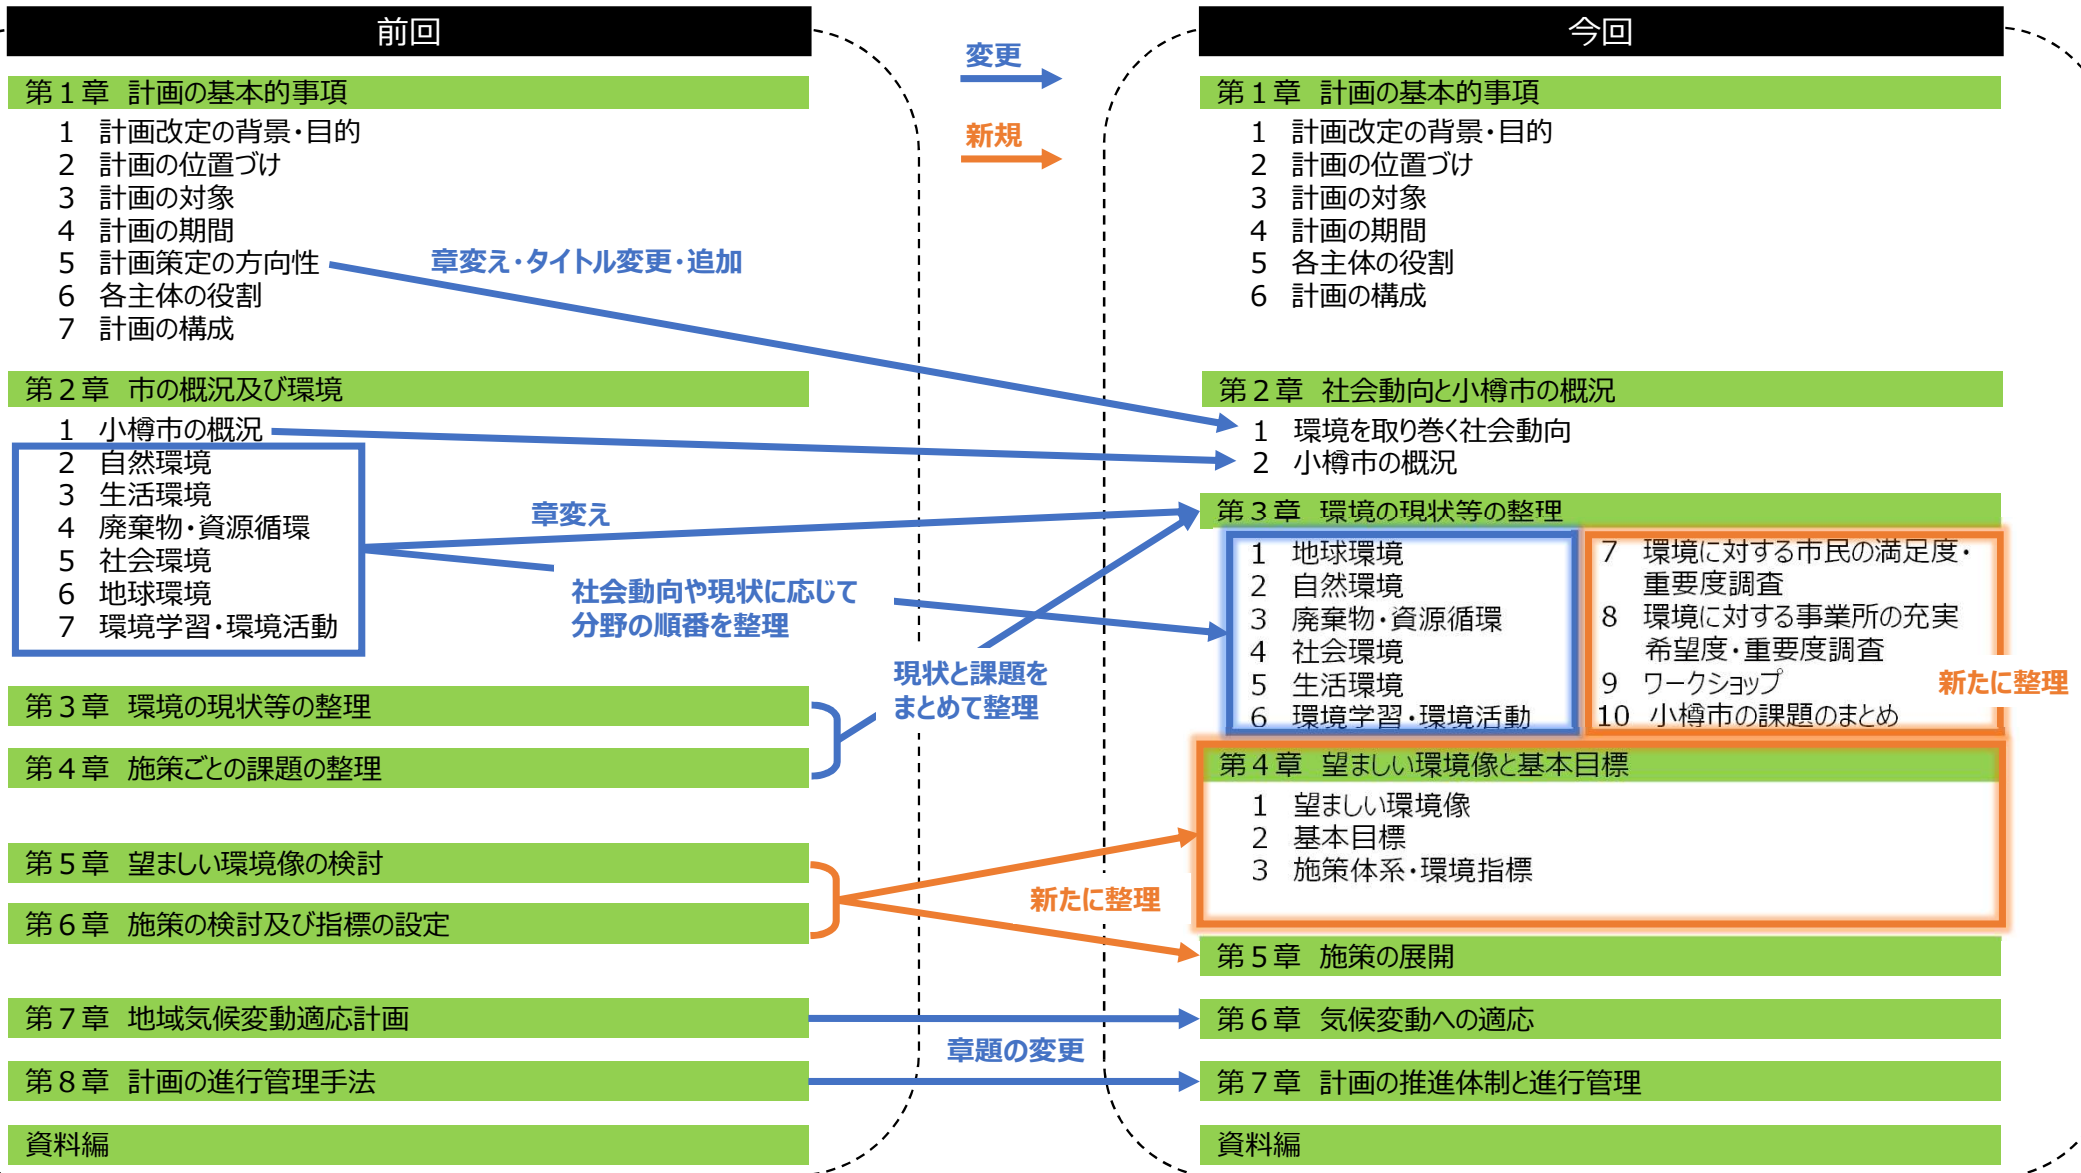 前回
第1章 計画の基本的事項
1 計画改定の背景・目的
2 計画の位置づけ
3 計画の対象
4 計画の期間
5 計画策定の方向性
6 各主体の役割
7 計画の構成
第2章 市の概況及び環境
1 小樽市の概況
2 自然環境
3 生活環境
4 廃棄物・資源循環
5 社会環境
6 地球環境
7 環境学習・環境活動
第3章 環境の現状等の整理
第4章 施策ごとの課題の整理
第5章 望ましい環境像の検討
第6章 施策の検討及び指標の設定
第7章 地域気候変動適応計画
第8章 計画の進行管理手法
資料編
変更
新規
章変え・タイトル変更・追加
章変え
社会動向や現状に応じて
分野の順番を整理
現状と課題を
まとめて整理
新たに整理
章題の変更
今回
第1章 計画の基本的事項
1 計画改定の背景・目的
2 計画の位置づけ
3 計画の対象
4 計画の期間
5 各主体の役割
6 計画の構成
第2章 社会動向と小樽市の概況
1 環境を取り巻く社会動向
2 小樽市の概況
第3章 環境の現状等の整理
1 地球環境
2 自然環境
3 廃棄物・資源循環
4 社会環境
5 生活環境
6 環境学習・環境活動
7 環境に対する市民の満足度・
重要度調査
8 環境に対する事業所の充実
希望度・重要度調査
9 ワークショップ
10 小樽市の課題のまとめ
新たに整理
第4章 望ましい環境像と基本目標
1 望ましい環境像
2 基本目標
3 施策体系・環境指標
第5章 施策の展開
第6章 気候変動への適応
第7章 計画の推進体制と進行管理
資料編